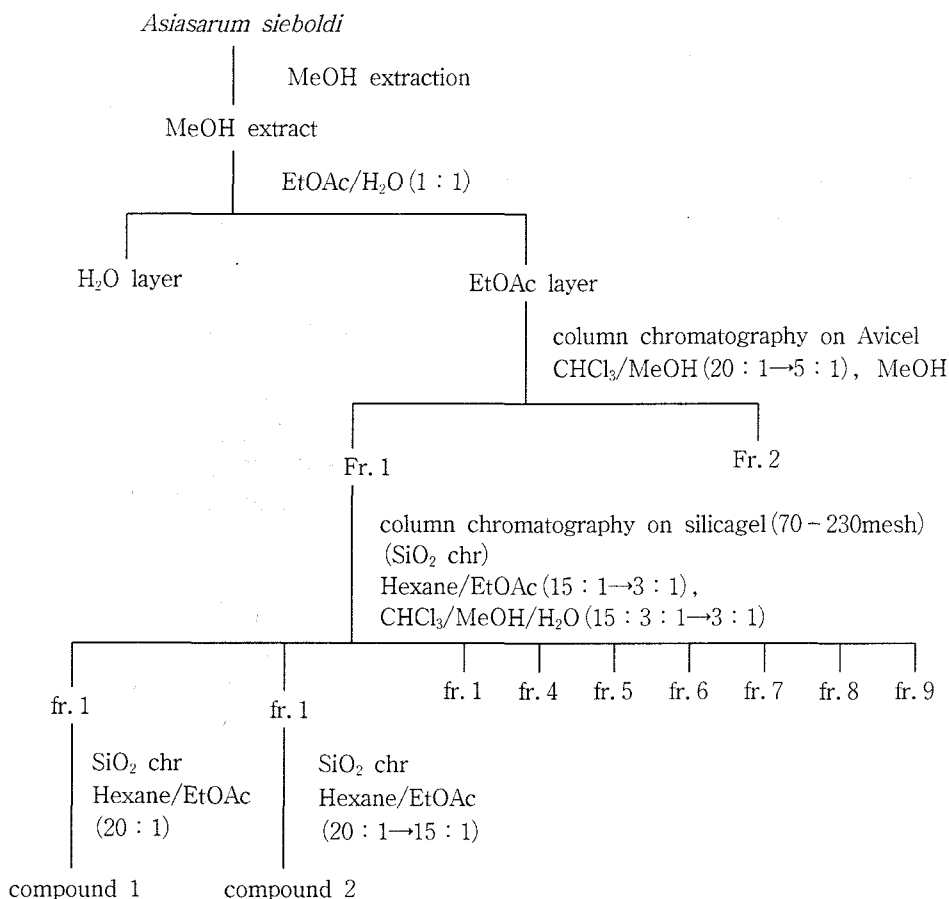 Asiasarum sieboldi
MeOH extraction
MeOH extract
EtOAc/H₂O (1 : 1)
H₂O layer
EtOAc layer
column chromatography on Avicel
CHCl₃/MeOH (20 : 1→5 : 1), MeOH
Fr. 1
Fr. 2
column chromatography on silicagel (70-230mesh)
(SiO₂ chr)
Hexane/EtOAc (15 : 1→3 : 1),
CHCl₃/MeOH/H₂O (15 : 3 : 1→3 : 1)
fr. 1
fr. 1
fr. 1
fr. 4
fr. 5
fr. 6
fr. 7
fr. 8
fr. 9
SiO₂ chr
Hexane/EtOAc
(20 : 1)
SiO₂ chr
Hexane/EtOAc
(20 : 1→15 : 1)
compound 1
compound 2